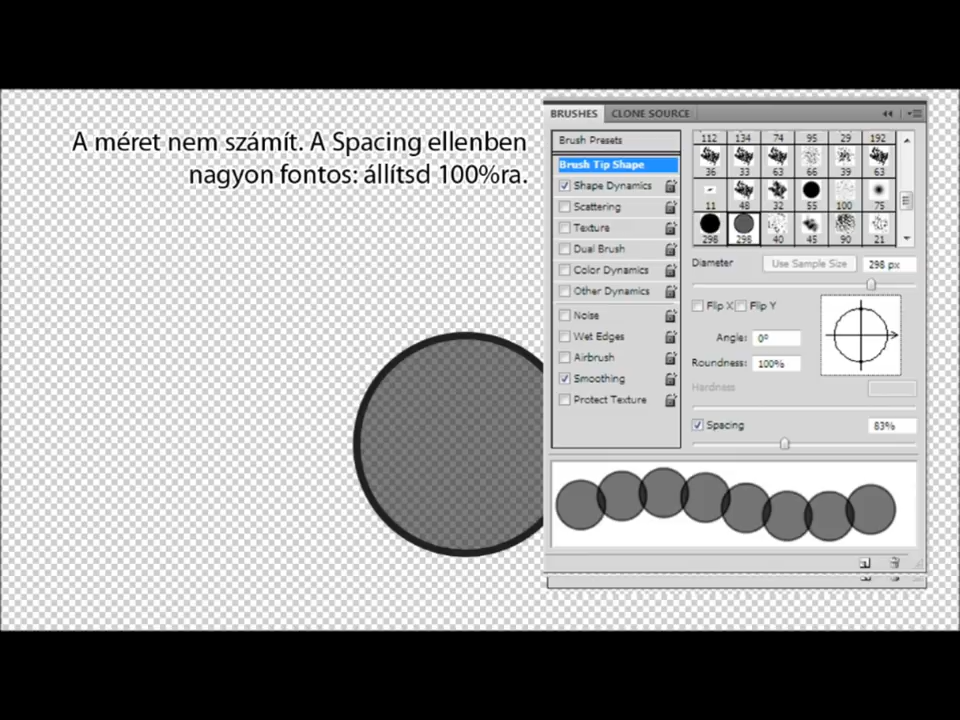 A méret nem számít. A Spacing ellenben
nagyon fontos: állítsd 100%ra.
BRUSHES CLONE SOURCE
Brush Presets
Brush Tip Shape
Shape Dynamics
Scattering
Texture
Dual Brush
Color Dynamics
Other Dynamics
Noise
Wet Edges
Airbrush
Smoothing
Protect Texture
112 134 74 95 29 192
36 33 63 66 39 63
11 48 32 55 100 75
298 298 40 45 90 21
Diameter Use Sample Size 298 px
Flip X Flip Y
Angle: 0°
Roundness: 100%
Hardness
Spacing 83%